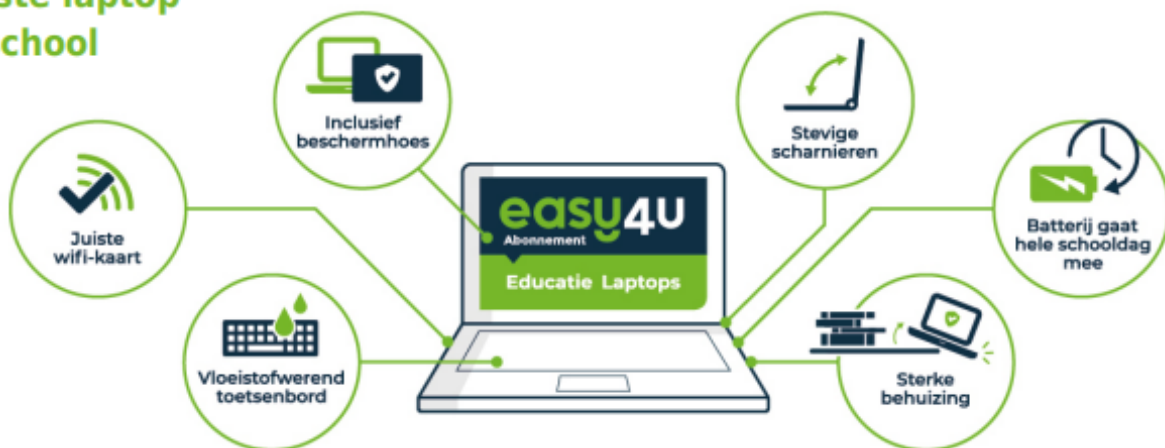 laptop
Inclusief
beschermhoes
Stevige
scharnieren
Juiste
wifi-kaart
Batterij gaat
hele schooldag
mee
easy4u
Abonnement
Educatie Laptops
Vloeistofwerend
toetsenbord
Sterke
behuizing